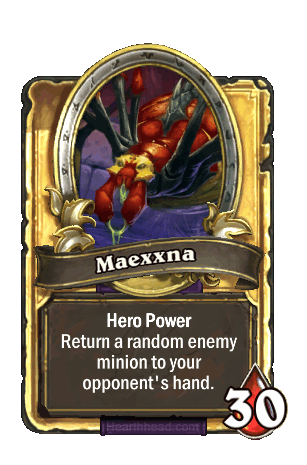 Maexxna
Hero Power
Return a random enemy
minion to your
opponent's hand.
30
Hearthhead.com